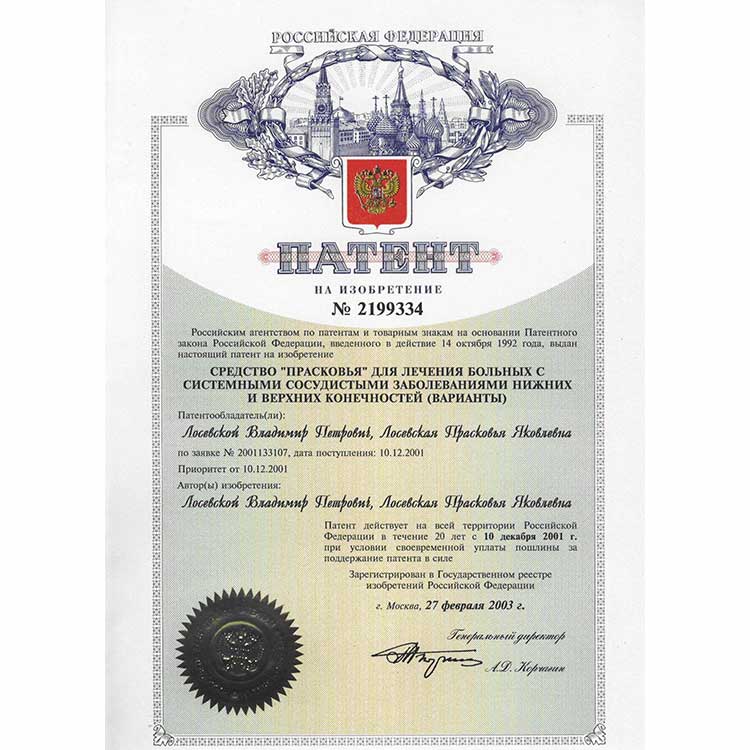 РОССИЙСКАЯ ФЕДЕРАЦИЯ
ПАТЕНТ
НА ИЗОБРЕТЕНИЕ
№ 2199334
Российским агентством по патентам и товарным знакам на основании Патентного
закона Российской Федерации, введенного в действие 14 октября 1992 года, выдан
настоящий патент на изобретение
СРЕДСТВО "ПРАСКОВЬЯ" ДЛЯ ЛЕЧЕНИЯ БОЛЬНЫХ С
СИСТЕМНЫМИ СОСУДИСТЫМИ ЗАБОЛЕВАНИЯМИ НИЖНИХ
И ВЕРХНИХ КОНЕЧНОСТЕЙ (ВАРИАНТЫ)
Патентообладатель(ли):
Лосевской Владимир Петрович, Лосевская Прасковья Яковлевна
по заявке № 2001133107, дата поступления: 10.12.2001
Приоритет от 10.12.2001
Автор(ы) изобретения:
Лосевской Владимир Петрович, Лосевская Прасковья Яковлевна
Патент действует на всей территории Российской
Федерации в течение 20 лет с 10 декабря 2001 г.
при условии своевременной уплаты пошлины за
поддержание патента в силе
Зарегистрирован в Государственном реестре
изобретений Российской Федерации
г. Москва, 27 февраля 2003 г.
Генеральный директор
А.Д. Корчагин